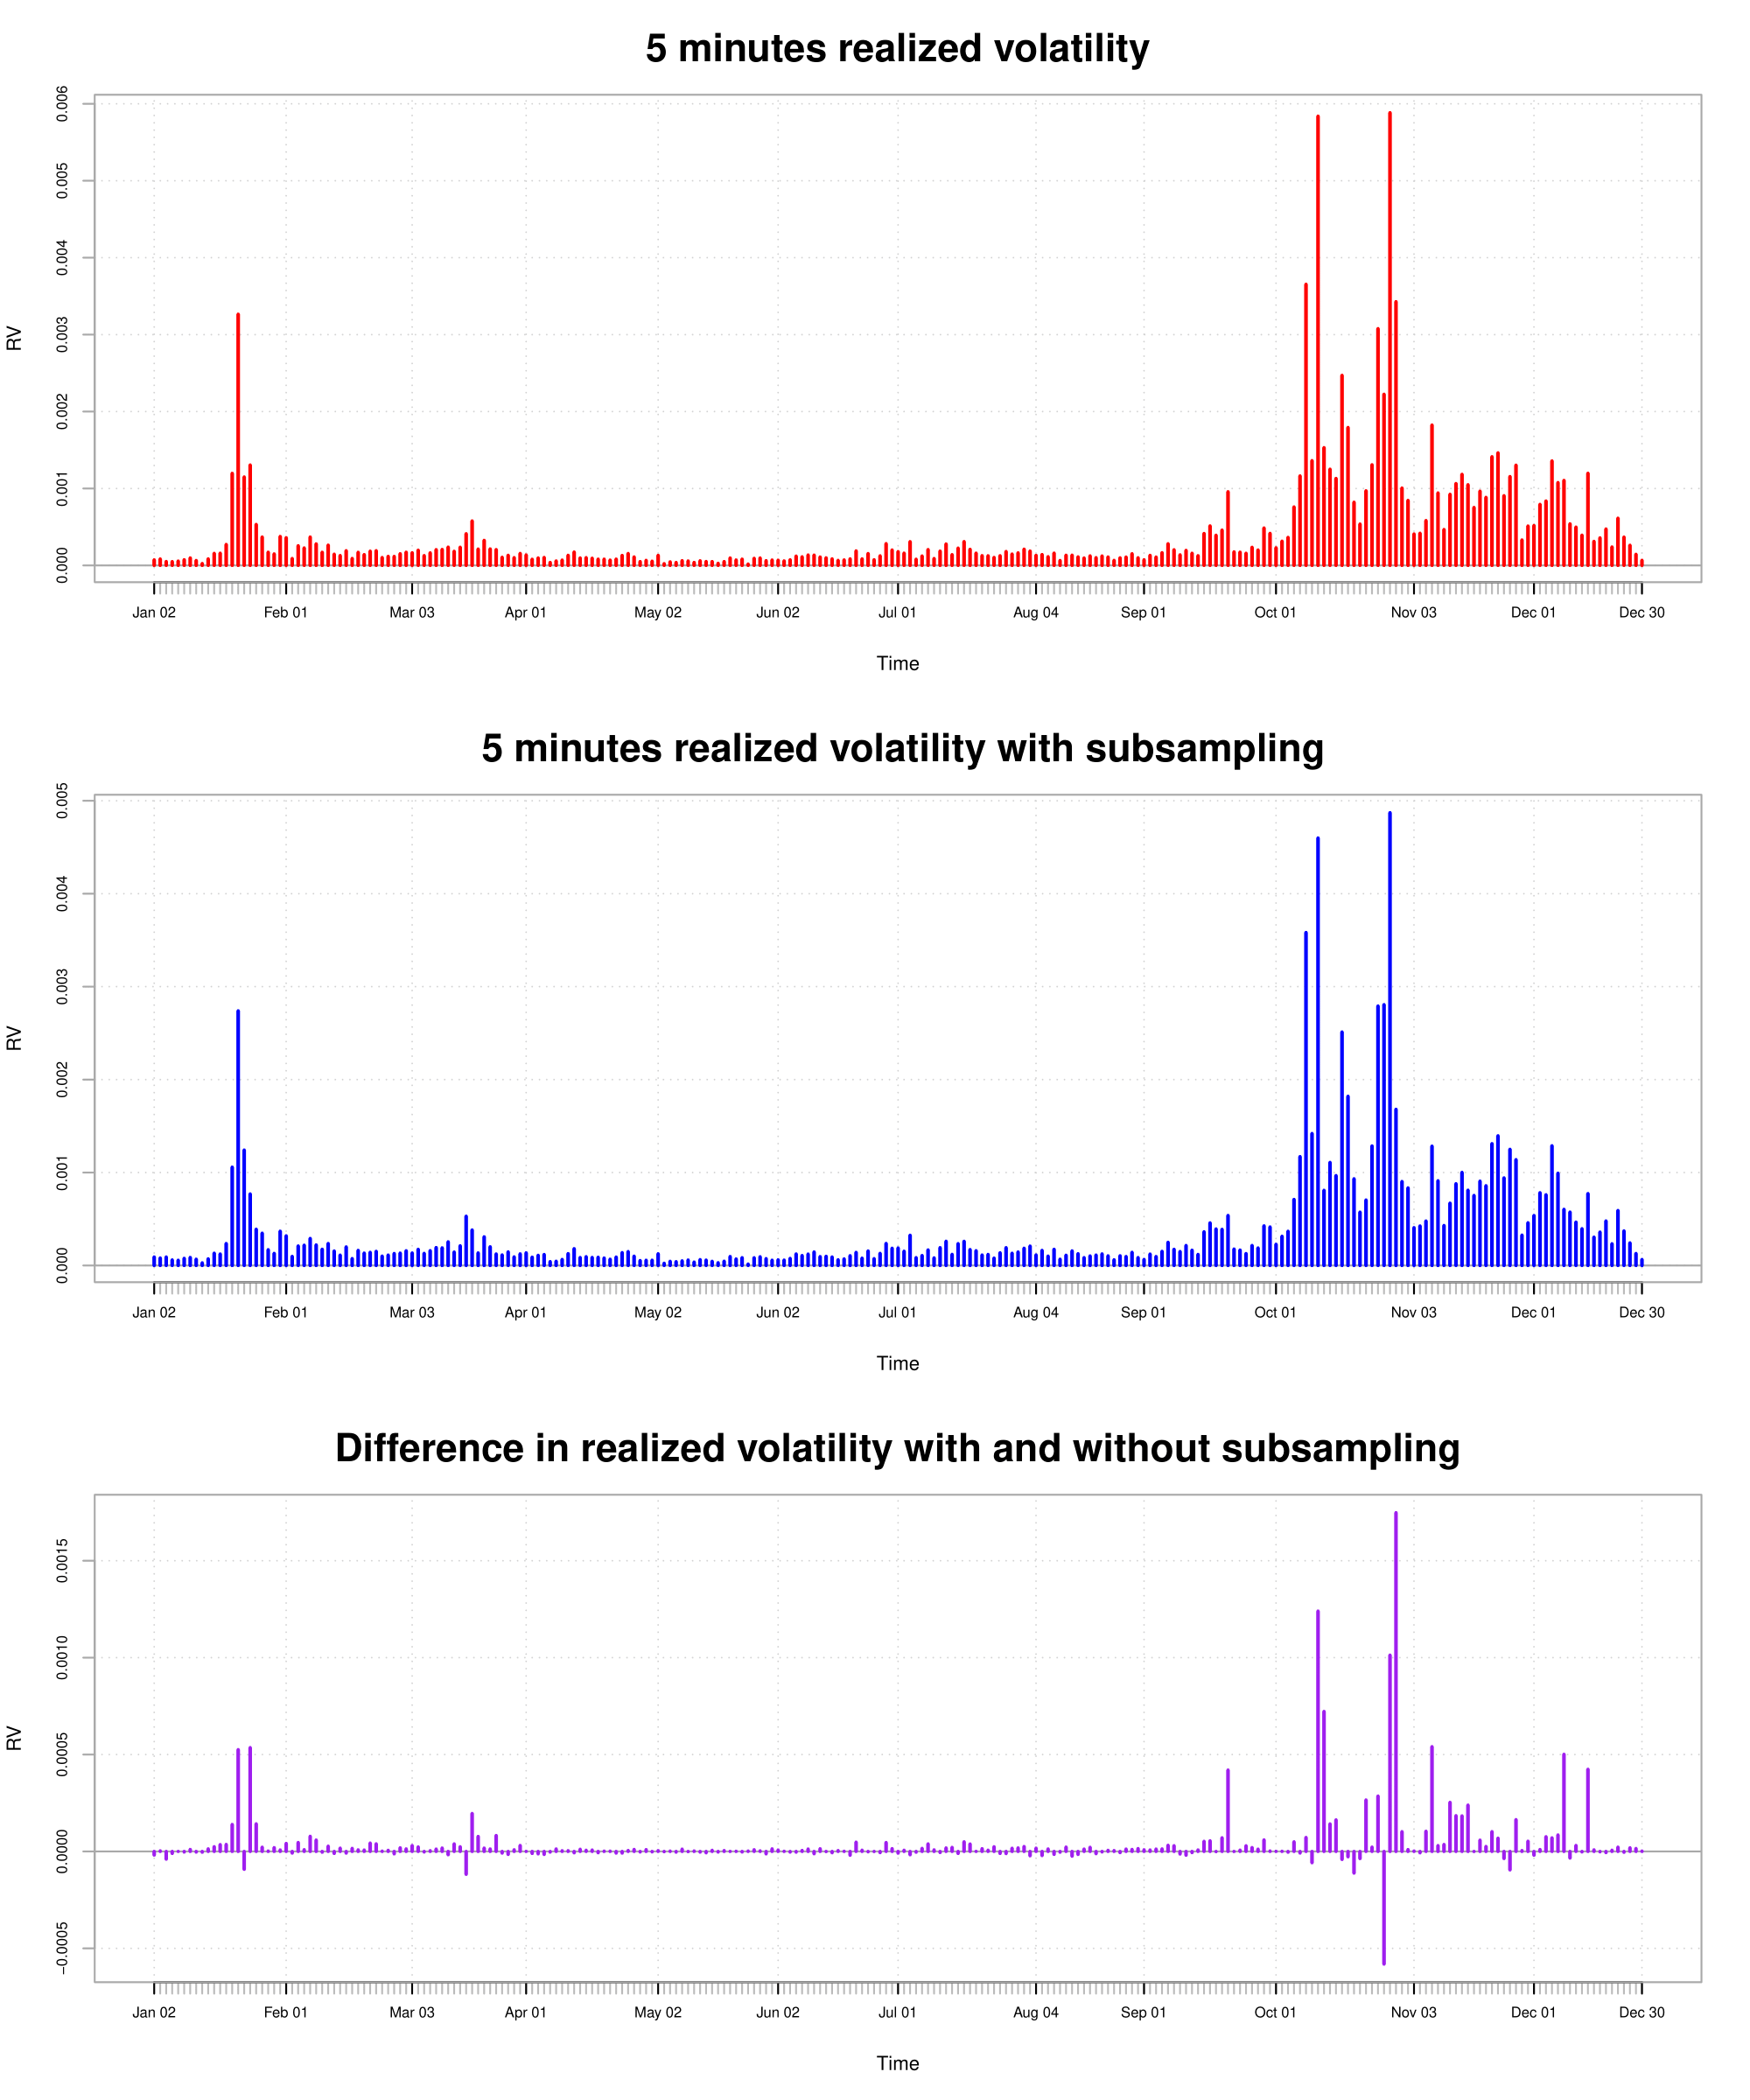 5 minutes realized volatility
RV
0.006
0.005
0.004
0.003
0.002
0.001
0.000
Jan 02 Feb 01 Mar 03 Apr 01 May 02 Jun 02 Jul 01 Aug 04 Sep 01 Oct 01 Nov 03 Dec 01 Dec 30
Time
5 minutes realized volatility with subsampling
RV
0.005
0.004
0.003
0.002
0.001
0.000
Jan 02 Feb 01 Mar 03 Apr 01 May 02 Jun 02 Jul 01 Aug 04 Sep 01 Oct 01 Nov 03 Dec 01 Dec 30
Time
Difference in realized volatility with and without subsampling
RV
0.0015
0.0010
0.0005
0.0000
−0.0005
Jan 02 Feb 01 Mar 03 Apr 01 May 02 Jun 02 Jul 01 Aug 04 Sep 01 Oct 01 Nov 03 Dec 01 Dec 30
Time